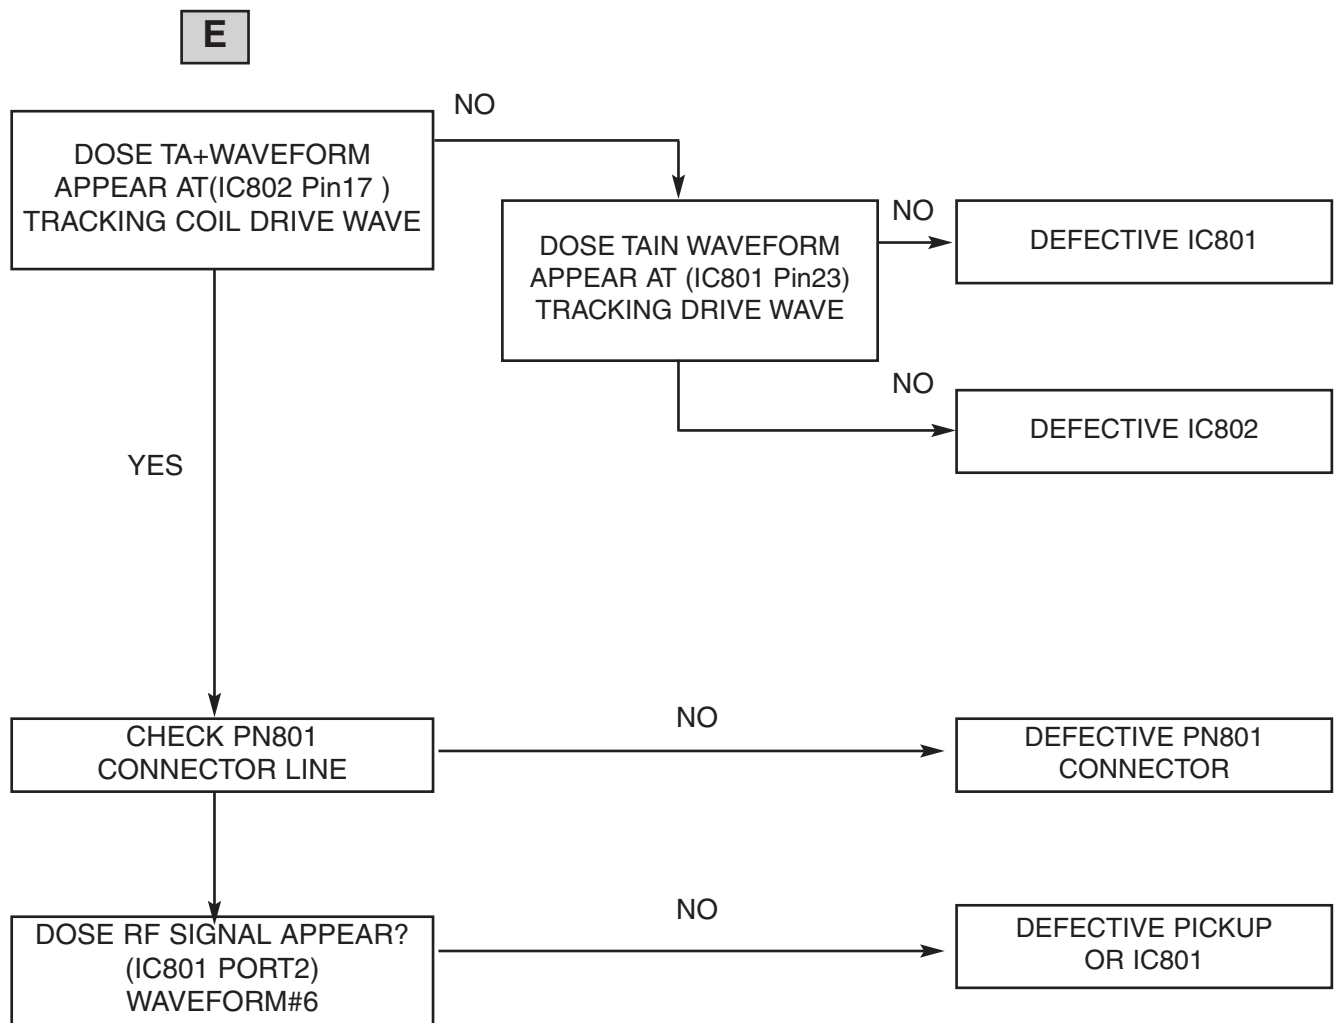 E
NO
DOSE TA+WAVEFORM
APPEAR AT(IC802 Pin17 )
TRACKING COIL DRIVE WAVE
DOSE TAIN WAVEFORM
APPEAR AT (IC801 Pin23)
TRACKING DRIVE WAVE
NO
DEFECTIVE IC801
NO
DEFECTIVE IC802
YES
CHECK PN801
CONNECTOR LINE
NO
DEFECTIVE PN801
CONNECTOR
DOSE RF SIGNAL APPEAR?
(IC801 PORT2)
WAVEFORM#6
NO
DEFECTIVE PICKUP
OR IC801